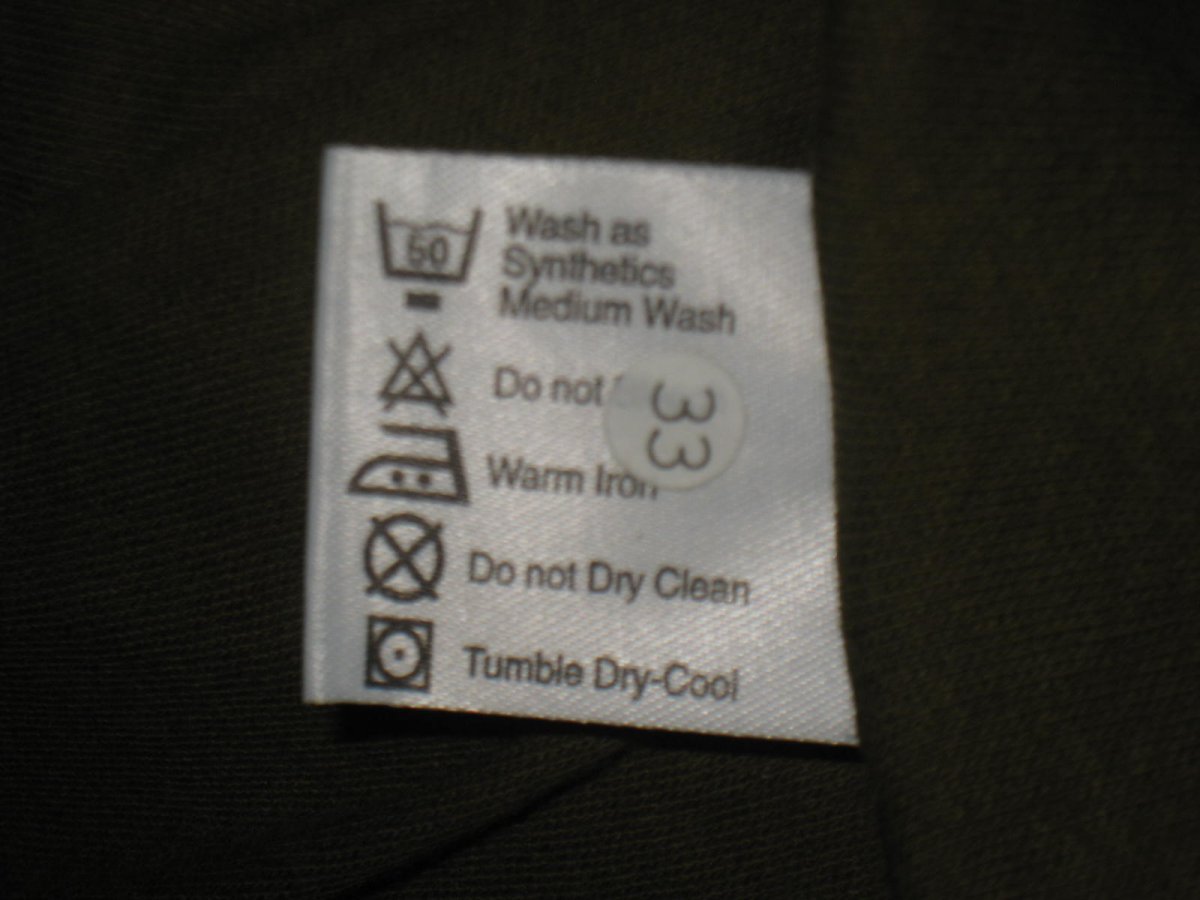 50
Wash as
Synthetics
Medium Wash
Do not
33
Warm Iron
Do not Dry Clean
Tumble Dry-Cool